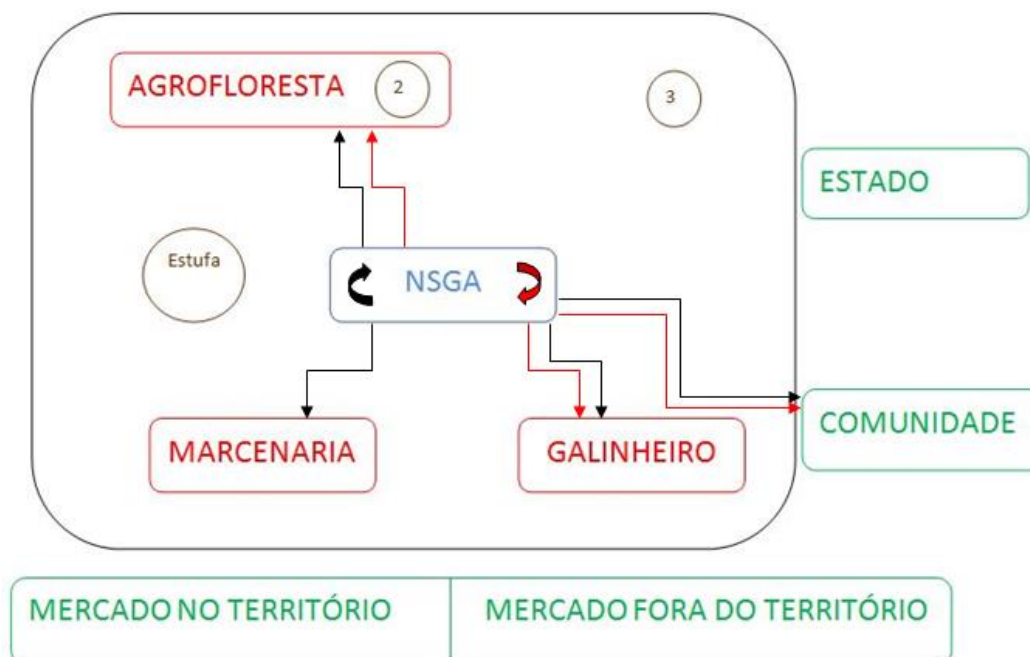 AGROFLORESTA
2
3
ESTADO
Estufa
NSGA
MARCENARIA
GALINHEIRO
COMUNIDADE
MERCADO NO TERRITÓRIO
MERCADO FORA DO TERRITÓRIO